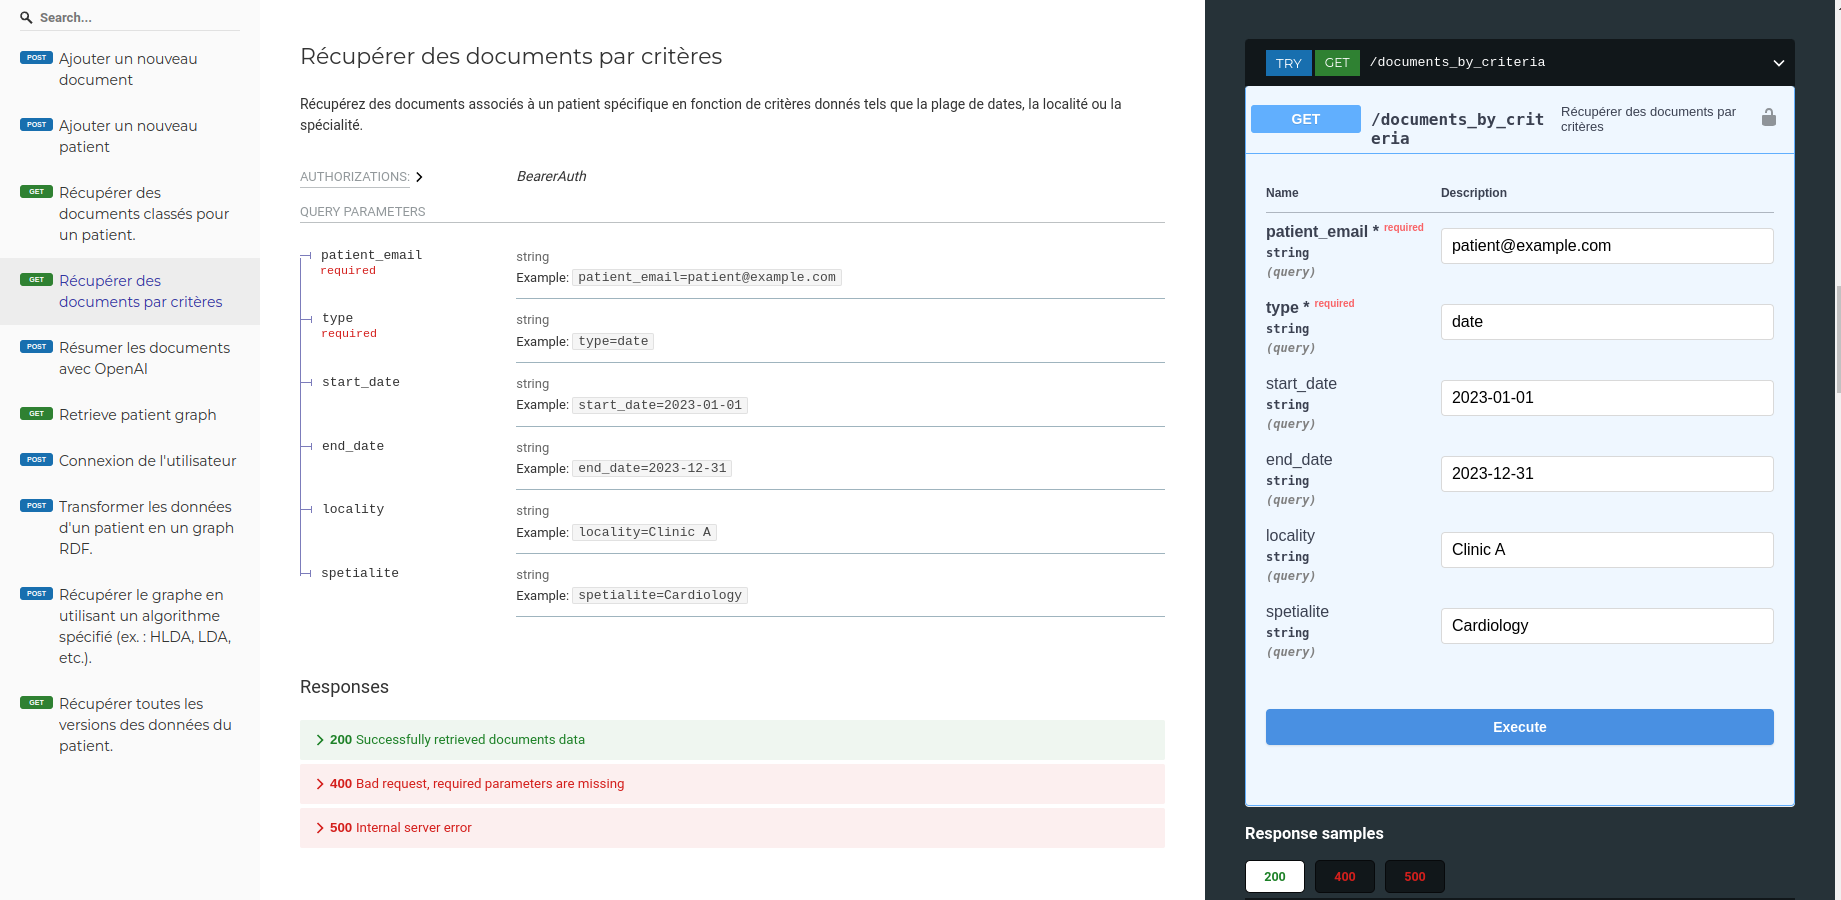 Search...
POST Ajouter un nouveau
document
POST Ajouter un nouveau
patient
GET Récupérer des
documents classés pour
un patient.
GET Récupérer des
documents par critères
POST Résumer les documents
avec OpenAI
GET Retrieve patient graph
POST Connexion de l'utilisateur
POST Transformer les données
d'un patient en un graph
RDF.
POST Récupérer le graphe en
utilisant un algorithme
spécifié (ex. : HLDA, LDA,
etc.).
GET Récupérer toutes les
versions des données du
patient.
Récupérer des documents par critères
Récupérez des documents associés à un patient spécifique en fonction de critères donnés tels que la plage de dates, la localité ou la
spécialité.
AUTHORIZATIONS: BearerAuth
QUERY PARAMETERS
patient_email string
required Example: patient_email=patient@example.com
type string
required Example: type=date
start_date string
Example: start_date=2023-01-01
end_date string
Example: end_date=2023-12-31
locality string
Example: locality=Clinic A
spetialite string
Example: spetialite=Cardiology
Responses
200 Successfully retrieved documents data
400 Bad request, required parameters are missing
500 Internal server error
TRY GET /documents_by_criteria
GET /documents_by_crit
eria
Récupérer des documents par
critères
Name Description
patient_email * required
string
(query)
patient@example.com
type * required
string
(query)
date
start_date
string
(query)
2023-01-01
end_date
string
(query)
2023-12-31
locality
string
(query)
Clinic A
spetialite
string
(query)
Cardiology
Execute
Response samples
200 400 500